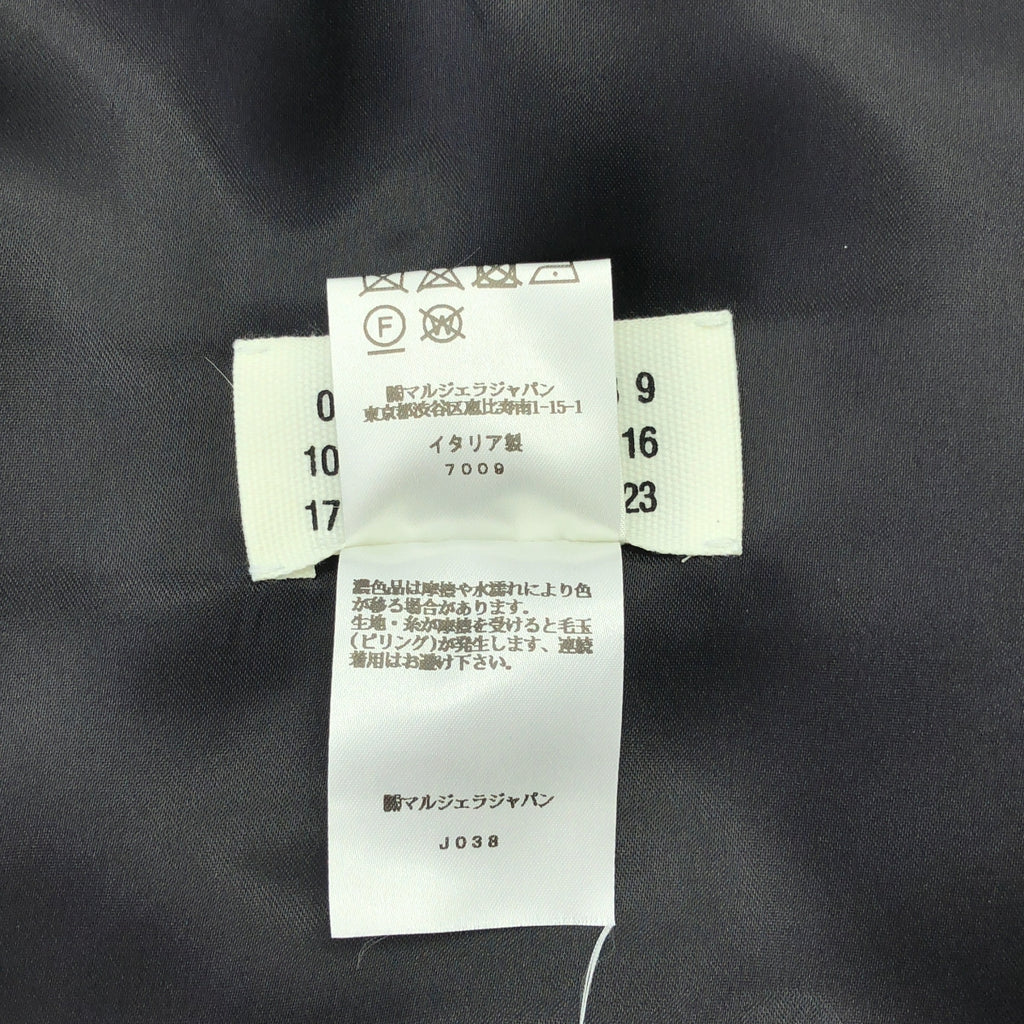 F W
㈱マルジェラジャパン
東京都渋谷区恵比寿南1-15-1
イタリア製
7009
0 9
10 16
17 23
濃色品は摩擦や水濡れにより色
が移る場合があります。
生地・糸が摩擦を受けると毛玉
(ピリング)が発生します、連続
着用はお避け下さい。
㈱マルジェラジャパン
J038